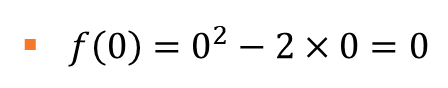 ▪ f(0) = 0² − 2 × 0 = 0